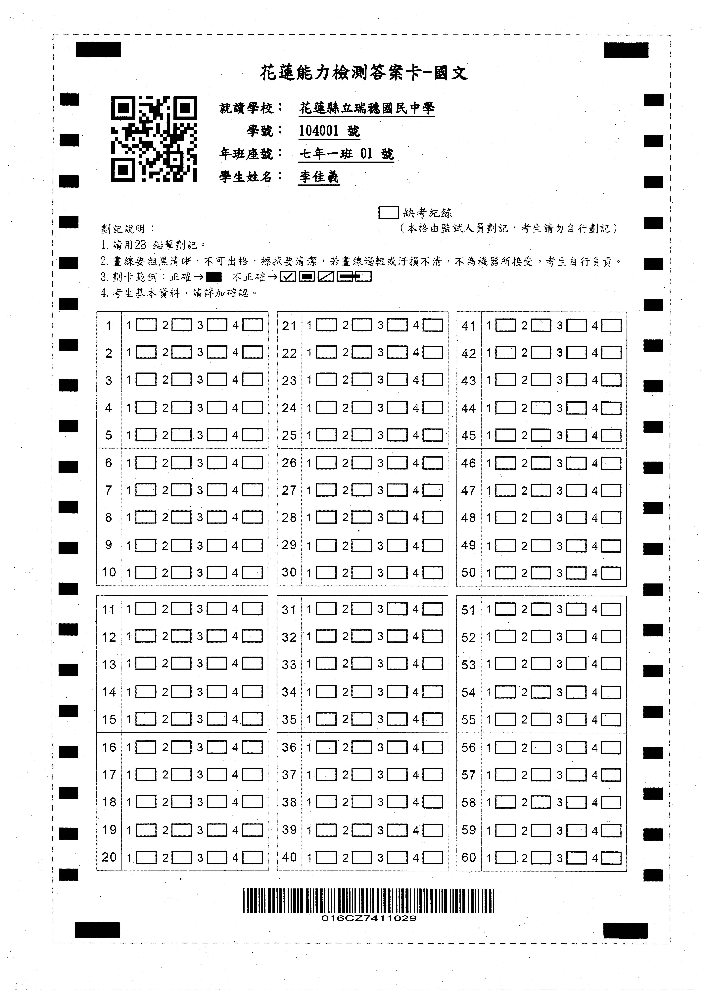 花蓮能力檢測答案卡-國文
就讀學校： 花蓮縣立瑞穗國民中學
學號： 104001 號
年班座號： 七年一班 01 號
學生姓名： 李佳羲
缺考紀錄
（本格由監試人員劃記，考生請勿自行劃記）
劃記說明：
1.請用2B 鉛筆劃記。
2.畫線要粗黑清晰，不可出格，擦拭要清潔，若畫線過輕或汙損不清，不為機器所接受，考生自行負責。
3.劃卡範例：正確→ 不正確→
4.考生基本資料，請詳加確認。
1 1 2 3 4 21 1 2 3 4 41 1 2 3 4
2 1 2 3 4 22 1 2 3 4 42 1 2 3 4
3 1 2 3 4 23 1 2 3 4 43 1 2 3 4
4 1 2 3 4 24 1 2 3 4 44 1 2 3 4
5 1 2 3 4 25 1 2 3 4 45 1 2 3 4
6 1 2 3 4 26 1 2 3 4 46 1 2 3 4
7 1 2 3 4 27 1 2 3 4 47 1 2 3 4
8 1 2 3 4 28 1 2 3 4 48 1 2 3 4
9 1 2 3 4 29 1 2 3 4 49 1 2 3 4
10 1 2 3 4 30 1 2 3 4 50 1 2 3 4
11 1 2 3 4 31 1 2 3 4 51 1 2 3 4
12 1 2 3 4 32 1 2 3 4 52 1 2 3 4
13 1 2 3 4 33 1 2 3 4 53 1 2 3 4
14 1 2 3 4 34 1 2 3 4 54 1 2 3 4
15 1 2 3 4 35 1 2 3 4 55 1 2 3 4
16 1 2 3 4 36 1 2 3 4 56 1 2 3 4
17 1 2 3 4 37 1 2 3 4 57 1 2 3 4
18 1 2 3 4 38 1 2 3 4 58 1 2 3 4
19 1 2 3 4 39 1 2 3 4 59 1 2 3 4
20 1 2 3 4 40 1 2 3 4 60 1 2 3 4
016CZ7411029